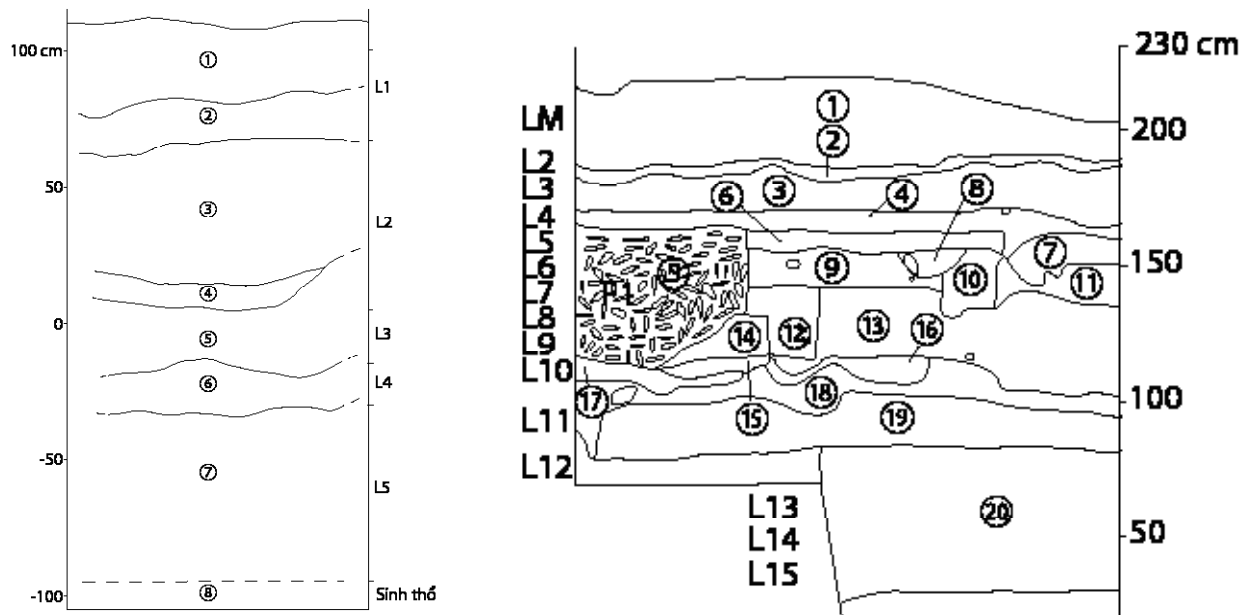 100 cm
①
L1
②
50
③
L2
④
0
⑤
L3
⑥
L4
-50
⑦
L5
-100
⑧
Sinh thổ
230 cm
①
LM
200
②
L2
L3
③
④
⑧
⑥
L4
L5
⑦
150
L6
⑤
⑨
⑩
⑪
L7
P1
L8
⑫
⑬
⑯
L9
⑭
L10
⑰
⑱
100
L11
⑮
⑲
L12
L13
⑳
L14
50
L15